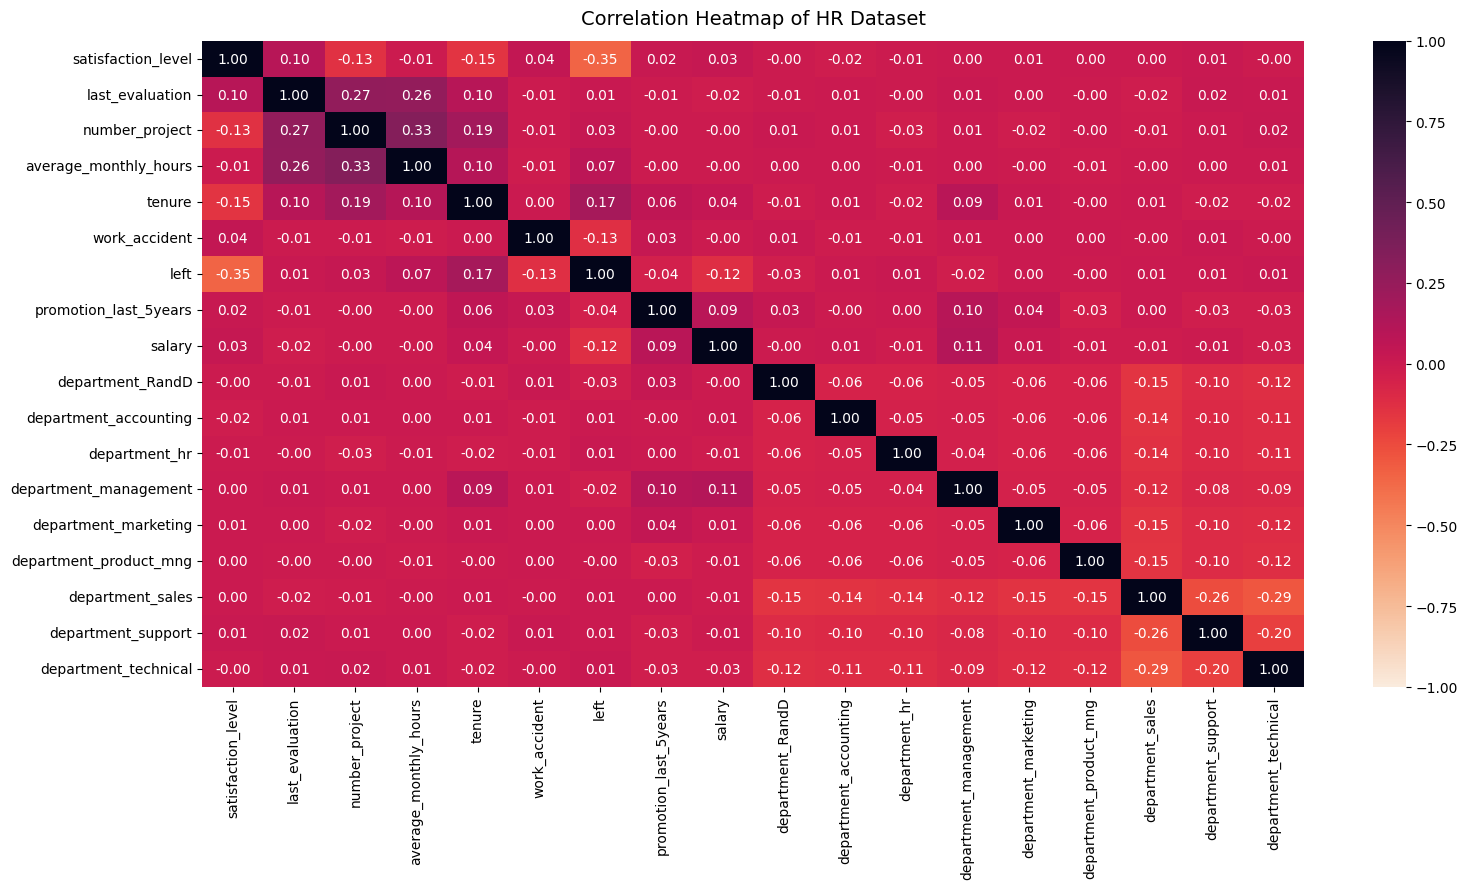 Correlation Heatmap of HR Dataset
satisfaction_level 1.00 0.10 -0.13 -0.01 -0.15 0.04 -0.35 0.02 0.03 -0.00 -0.02 -0.01 0.00 0.01 0.00 0.00 0.01 -0.00
last_evaluation 0.10 1.00 0.27 0.26 0.10 -0.01 0.01 -0.01 -0.02 -0.01 0.01 -0.00 0.01 0.00 -0.00 -0.02 0.02 0.01
number_project -0.13 0.27 1.00 0.33 0.19 -0.01 0.03 -0.00 -0.00 0.01 0.01 -0.03 0.01 -0.02 -0.00 -0.01 0.01 0.02
average_monthly_hours -0.01 0.26 0.33 1.00 0.10 -0.01 0.07 -0.00 -0.00 0.00 0.00 -0.01 0.00 -0.00 -0.01 -0.00 0.00 0.01
tenure -0.15 0.10 0.19 0.10 1.00 0.00 0.17 0.06 0.04 -0.01 0.01 -0.02 0.09 0.01 -0.00 0.01 -0.02 -0.02
work_accident 0.04 -0.01 -0.01 -0.01 0.00 1.00 -0.13 0.03 -0.00 0.01 -0.01 -0.01 0.01 0.00 0.00 -0.00 0.01 -0.00
left -0.35 0.01 0.03 0.07 0.17 -0.13 1.00 -0.04 -0.12 -0.03 0.01 0.01 -0.02 0.00 -0.00 0.01 0.01 0.01
promotion_last_5years 0.02 -0.01 -0.00 -0.00 0.06 0.03 -0.04 1.00 0.09 0.03 -0.00 0.00 0.10 0.04 -0.03 0.00 -0.03 -0.03
salary 0.03 -0.02 -0.00 -0.00 0.04 -0.00 -0.12 0.09 1.00 -0.00 0.01 -0.01 0.11 0.01 -0.01 -0.01 -0.01 -0.03
department_RandD -0.00 -0.01 0.01 0.00 -0.01 0.01 -0.03 0.03 -0.00 1.00 -0.06 -0.06 -0.05 -0.06 -0.06 -0.15 -0.10 -0.12
department_accounting -0.02 0.01 0.01 0.00 0.01 -0.01 0.01 -0.00 0.01 -0.06 1.00 -0.05 -0.05 -0.06 -0.06 -0.14 -0.10 -0.11
department_hr -0.01 -0.00 -0.03 -0.01 -0.02 -0.01 0.01 0.00 -0.01 -0.06 -0.05 1.00 -0.04 -0.06 -0.06 -0.14 -0.10 -0.11
department_management 0.00 0.01 0.01 0.00 0.09 0.01 -0.02 0.10 0.11 -0.05 -0.05 -0.04 1.00 -0.05 -0.05 -0.12 -0.08 -0.09
department_marketing 0.01 0.00 -0.02 -0.00 0.01 0.00 0.00 0.04 0.01 -0.06 -0.06 -0.06 -0.05 1.00 -0.06 -0.15 -0.10 -0.12
department_product_mng 0.00 -0.00 -0.00 -0.01 -0.00 0.00 -0.00 -0.03 -0.01 -0.06 -0.06 -0.06 -0.05 -0.06 1.00 -0.15 -0.10 -0.12
department_sales 0.00 -0.02 -0.01 -0.00 0.01 -0.00 0.01 0.00 -0.01 -0.15 -0.14 -0.14 -0.12 -0.15 -0.15 1.00 -0.26 -0.29
department_support 0.01 0.02 0.01 0.00 -0.02 0.01 0.01 -0.03 -0.01 -0.10 -0.10 -0.10 -0.08 -0.10 -0.10 -0.26 1.00 -0.20
department_technical -0.00 0.01 0.02 0.01 -0.02 -0.00 0.01 -0.03 -0.03 -0.12 -0.11 -0.11 -0.09 -0.12 -0.12 -0.29 -0.20 1.00
satisfaction_level
last_evaluation
number_project
average_monthly_hours
tenure
work_accident
left
promotion_last_5years
salary
department_RandD
department_accounting
department_hr
department_management
department_marketing
department_product_mng
department_sales
department_support
department_technical
1.00
0.75
0.50
0.25
0.00
−0.25
−0.50
−0.75
−1.00